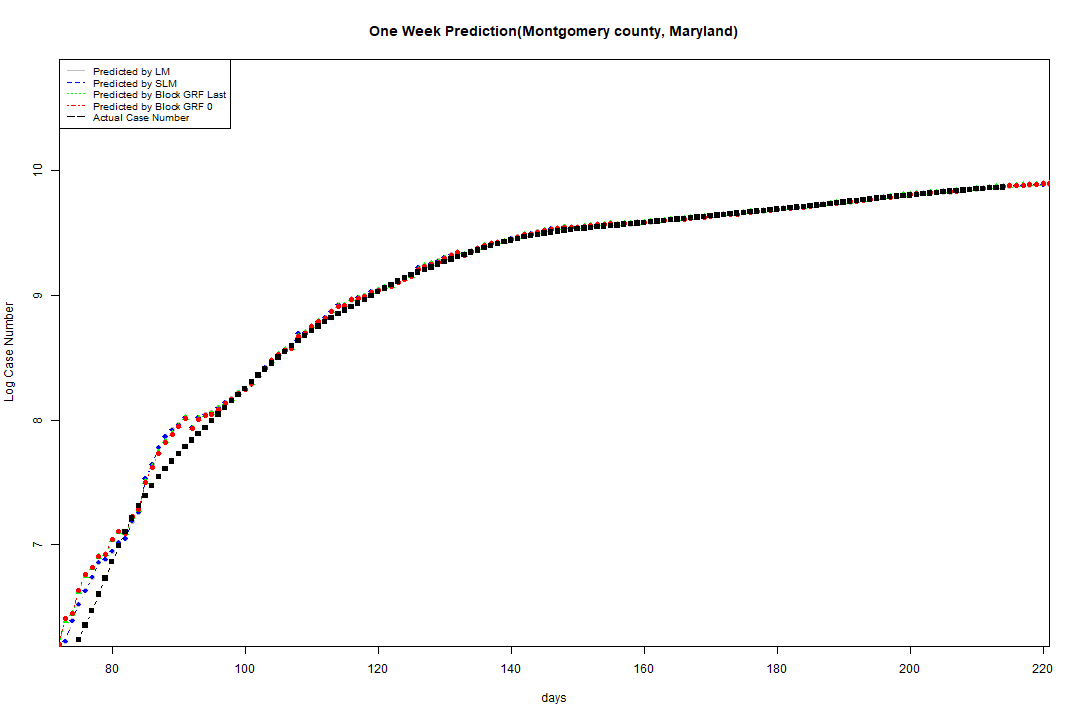 One Week Prediction(Montgomery county, Maryland)
Predicted by LM
Predicted by SLM
Predicted by Block GRF Last
Predicted by Block GRF 0
Actual Case Number
10
9
8
7
Log Case Number
80 100 120 140 160 180 200 220
days